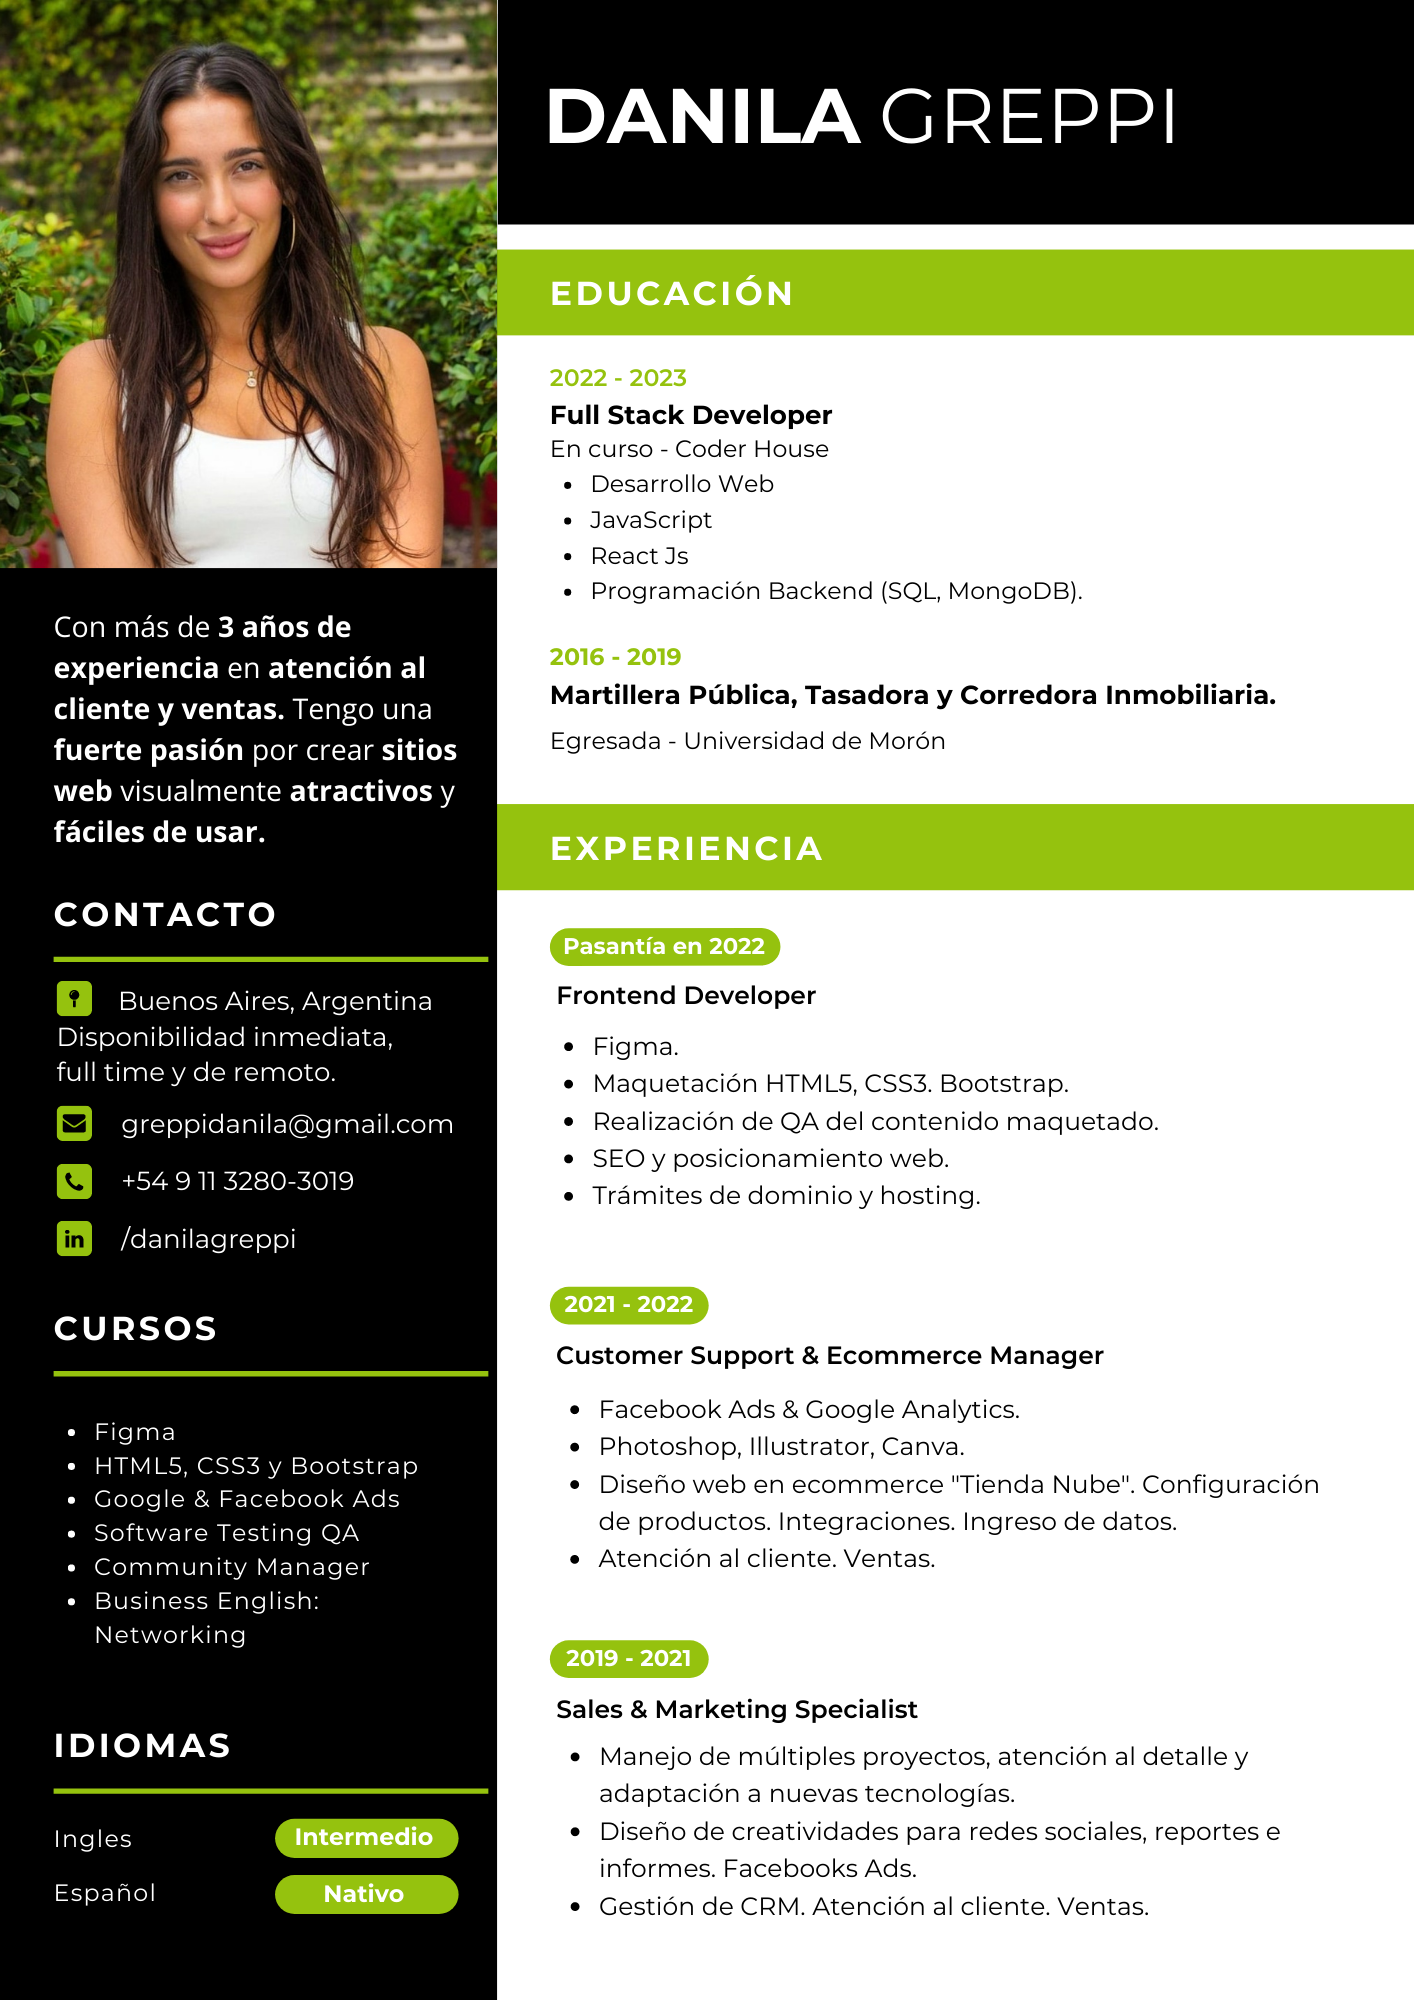 DANILA GREPPI
Con más de 3 años de
experiencia en atención al
cliente y ventas. Tengo una
fuerte pasión por crear sitios
web visualmente atractivos y
fáciles de usar.
CONTACTO
Buenos Aires, Argentina
Disponibilidad inmediata,
full time y de remoto.
greppidanila@gmail.com
+54 9 11 3280-3019
in /danilagreppi
CURSOS
• Figma
• HTML5, CSS3 y Bootstrap
• Google & Facebook Ads
• Software Testing QA
• Community Manager
• Business English:
Networking
IDIOMAS
Ingles Intermedio
Español Nativo
EDUCACIÓN
2022 - 2023
Full Stack Developer
En curso - Coder House
• Desarrollo Web
• JavaScript
• React Js
• Programación Backend (SQL, MongoDB).
2016 - 2019
Martillera Pública, Tasadora y Corredora Inmobiliaria.
Egresada - Universidad de Morón
EXPERIENCIA
Pasantía en 2022
Frontend Developer
• Figma.
• Maquetación HTML5, CSS3. Bootstrap.
• Realización de QA del contenido maquetado.
• SEO y posicionamiento web.
• Trámites de dominio y hosting.
2021 - 2022
Customer Support & Ecommerce Manager
• Facebook Ads & Google Analytics.
• Photoshop, Illustrator, Canva.
• Diseño web en ecommerce "Tienda Nube". Configuración
de productos. Integraciones. Ingreso de datos.
• Atención al cliente. Ventas.
2019 - 2021
Sales & Marketing Specialist
• Manejo de múltiples proyectos, atención al detalle y
adaptación a nuevas tecnologías.
• Diseño de creatividades para redes sociales, reportes e
informes. Facebooks Ads.
• Gestión de CRM. Atención al cliente. Ventas.